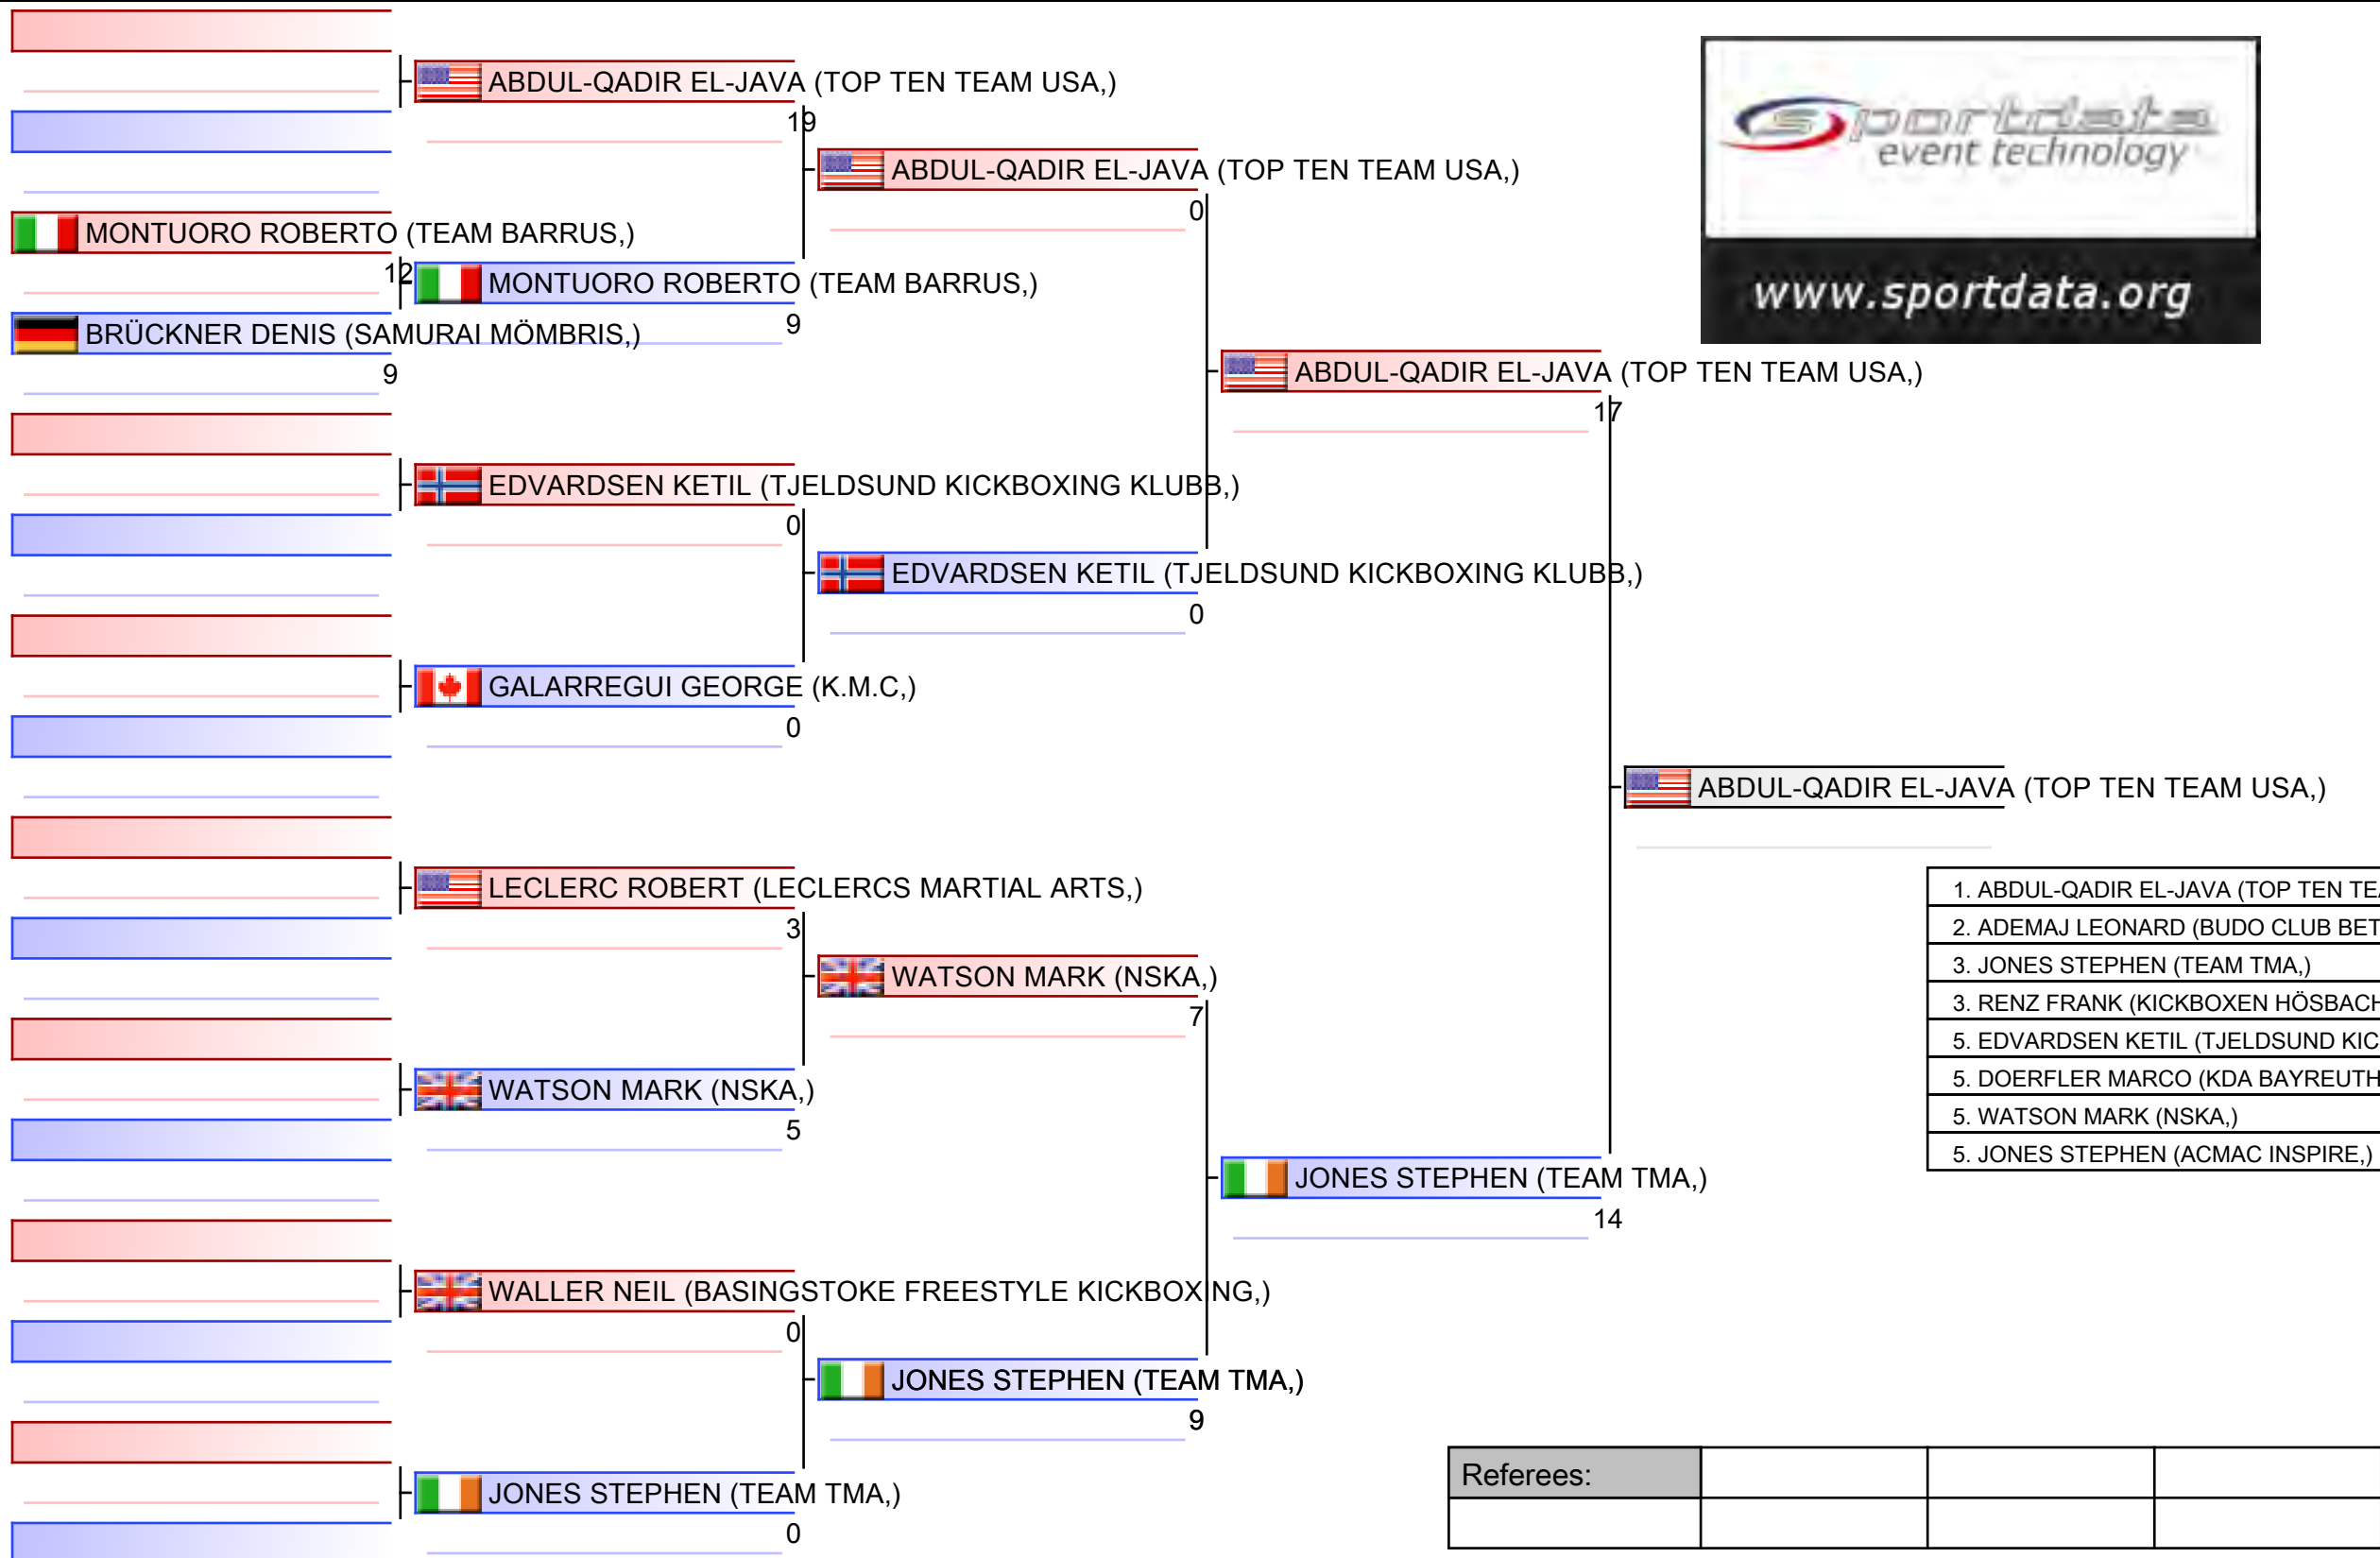 ABDUL-QADIR EL-JAVA (TOP TEN TEAM USA,)
19
ABDUL-QADIR EL-JAVA (TOP TEN TEAM USA,)
0
MONTUORO ROBERTO (TEAM BARRUS,)
12
MONTUORO ROBERTO (TEAM BARRUS,)
9
BRÜCKNER DENIS (SAMURAI MÖMBRIS,)
9
ABDUL-QADIR EL-JAVA (TOP TEN TEAM USA,)
17
EDVARDSEN KETIL (TJELDSUND KICKBOXING KLUBB,)
0
EDVARDSEN KETIL (TJELDSUND KICKBOXING KLUBB,)
0
GALARREGUI GEORGE (K.M.C,)
0
ABDUL-QADIR EL-JAVA (TOP TEN TEAM USA,)
LECLERC ROBERT (LECLERCS MARTIAL ARTS,)
3
WATSON MARK (NSKA,)
7
WATSON MARK (NSKA,)
5
JONES STEPHEN (TEAM TMA,)
14
WALLER NEIL (BASINGSTOKE FREESTYLE KICKBOXING,)
0
JONES STEPHEN (TEAM TMA,)
9
JONES STEPHEN (TEAM TMA,)
0
sportdata
event technology
www.sportdata.org
1. ABDUL-QADIR EL-JAVA (TOP TEN TEA
2. ADEMAJ LEONARD (BUDO CLUB BET
3. JONES STEPHEN (TEAM TMA,)
3. RENZ FRANK (KICKBOXEN HÖSBACH
5. EDVARDSEN KETIL (TJELDSUND KIC
5. DOERFLER MARCO (KDA BAYREUTH
5. WATSON MARK (NSKA,)
5. JONES STEPHEN (ACMAC INSPIRE,)
Referees: